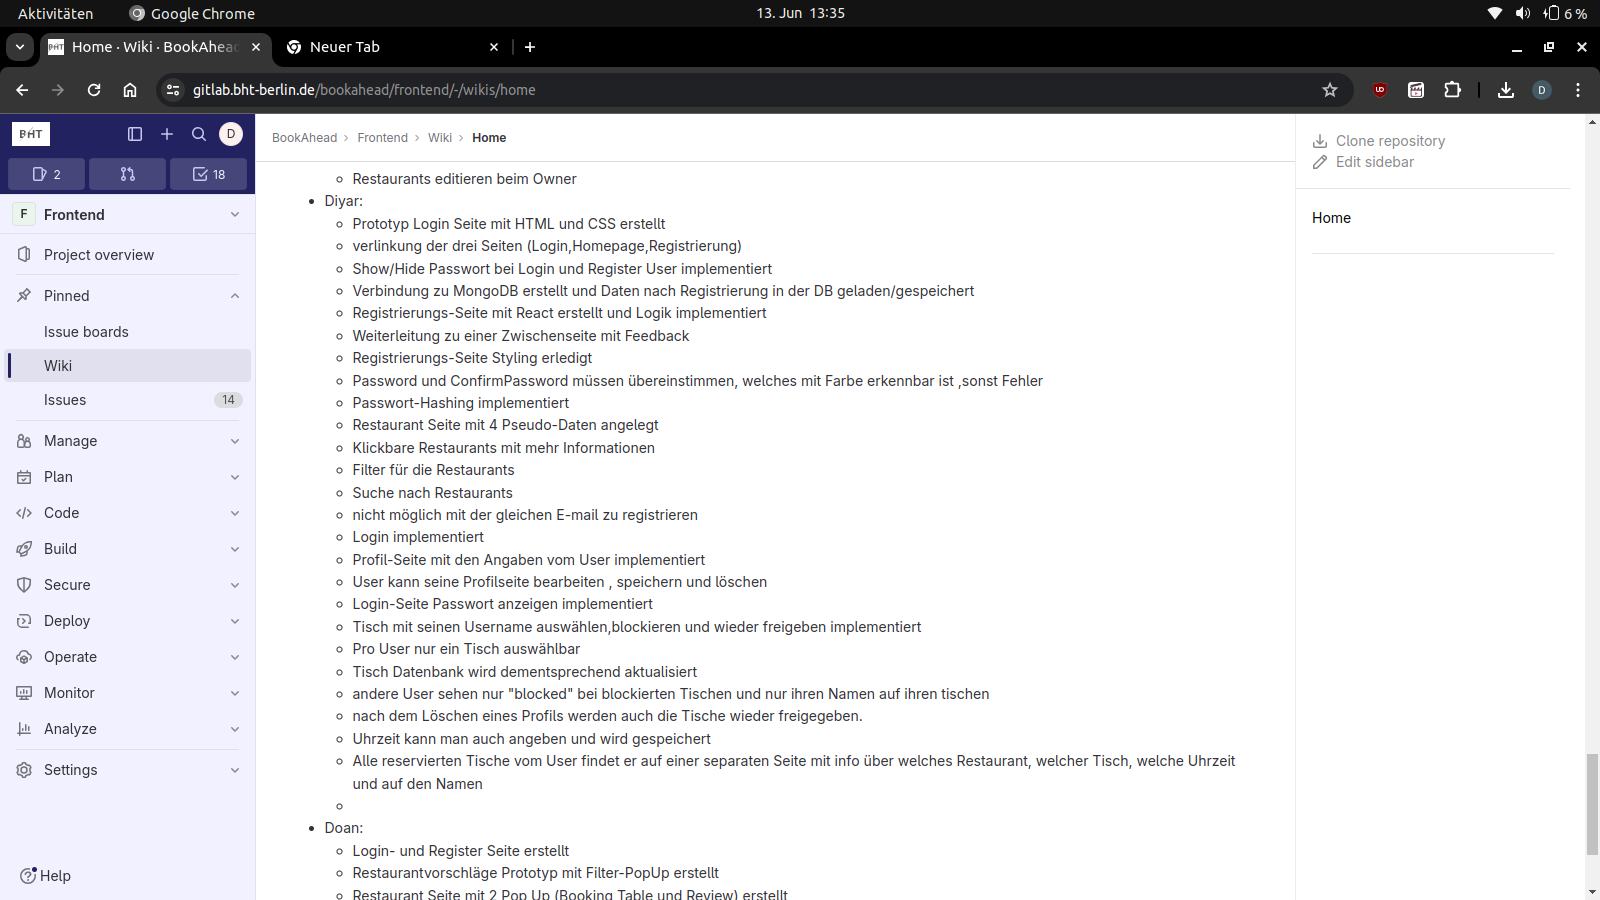 Aktivitäten
Google Chrome
13. Jun 13:35
6 %
Home · Wiki · BookAhead
Neuer Tab
gitlab.bht-berlin.de/bookahead/frontend/-/wikis/home
D
BHT
D
2
18
F Frontend
Project overview
Pinned
Issue boards
Wiki
Issues 14
Manage
Plan
Code
Build
Secure
Deploy
Operate
Monitor
Analyze
Settings
Help
BookAhead › Frontend › Wiki › Home
Restaurants editieren beim Owner
Diyar:
Prototyp Login Seite mit HTML und CSS erstellt
verlinkung der drei Seiten (Login,Homepage,Registrierung)
Show/Hide Passwort bei Login und Register User implementiert
Verbindung zu MongoDB erstellt und Daten nach Registrierung in der DB geladen/gespeichert
Registrierungs-Seite mit React erstellt und Logik implementiert
Weiterleitung zu einer Zwischenseite mit Feedback
Registrierungs-Seite Styling erledigt
Password und ConfirmPassword müssen übereinstimmen, welches mit Farbe erkennbar ist ,sonst Fehler
Passwort-Hashing implementiert
Restaurant Seite mit 4 Pseudo-Daten angelegt
Klickbare Restaurants mit mehr Informationen
Filter für die Restaurants
Suche nach Restaurants
nicht möglich mit der gleichen E-mail zu registrieren
Login implementiert
Profil-Seite mit den Angaben vom User implementiert
User kann seine Profilseite bearbeiten , speichern und löschen
Login-Seite Passwort anzeigen implementiert
Tisch mit seinen Username auswählen,blockieren und wieder freigeben implementiert
Pro User nur ein Tisch auswählbar
Tisch Datenbank wird dementsprechend aktualisiert
andere User sehen nur "blocked" bei blockierten Tischen und nur ihren Namen auf ihren tischen
nach dem Löschen eines Profils werden auch die Tische wieder freigegeben.
Uhrzeit kann man auch angeben und wird gespeichert
Alle reservierten Tische vom User findet er auf einer separaten Seite mit info über welches Restaurant, welcher Tisch, welche Uhrzeit
und auf den Namen
Doan:
Login- und Register Seite erstellt
Restaurantvorschläge Prototyp mit Filter-PopUp erstellt
Restaurant Seite mit 2 Pop Up (Booking Table und Review) erstellt
Clone repository
Edit sidebar
Home